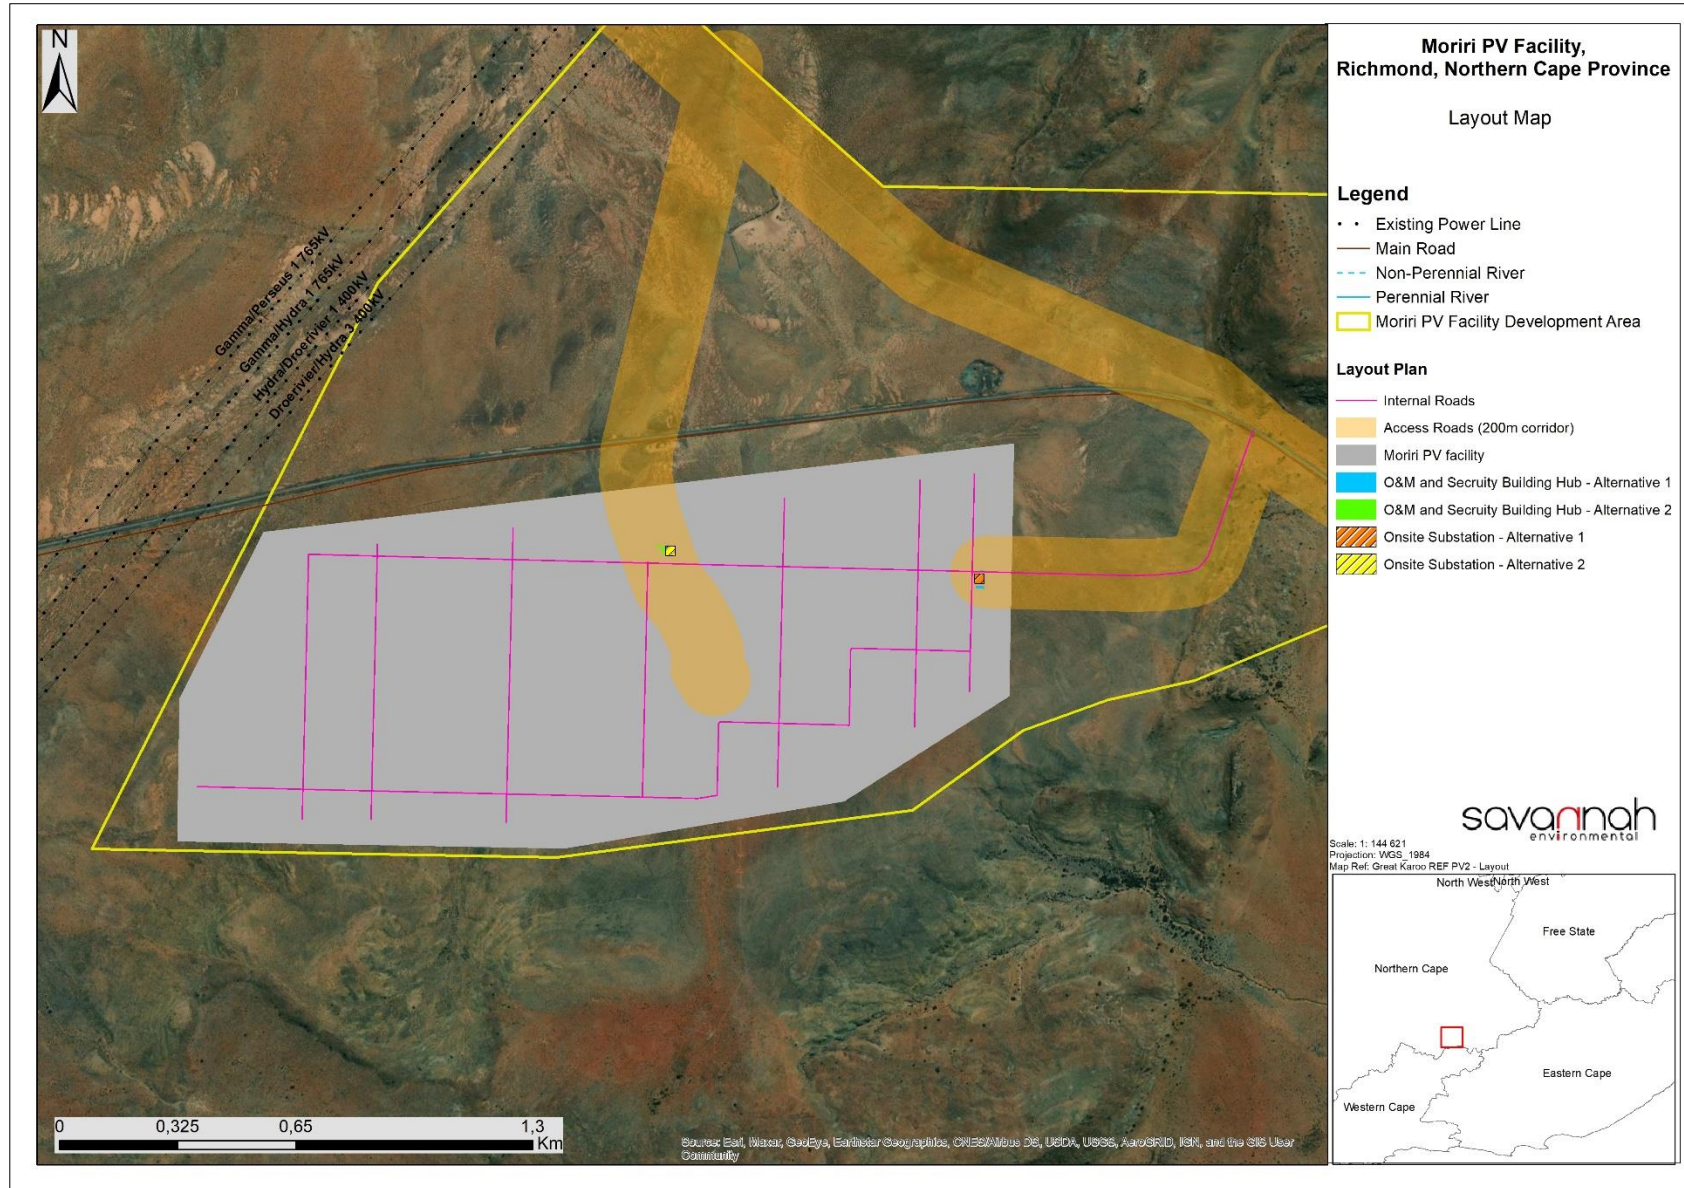 N
Gamma/Perseus 1 765kV
Gamma/Hydra 1 765kV
Hydra/Droerivier 1 400kV
Droerivier/Hydra 3 400kV
0
0,325
0,65
1,3
Km
Source: Esri, Maxar, GeoEye, Earthstar Geographics, CNES/Airbus DS, USDA, USGS, AeroGRID, IGN, and the GIS User
Community
Moriri PV Facility,
Richmond, Northern Cape Province
Layout Map
Legend
Existing Power Line
Main Road
Non-Perennial River
Perennial River
Moriri PV Facility Development Area
Layout Plan
Internal Roads
Access Roads (200m corridor)
Moriri PV facility
O&M and Secruity Building Hub - Alternative 1
O&M and Secruity Building Hub - Alternative 2
Onsite Substation - Alternative 1
Onsite Substation - Alternative 2
savannah
environmental
Scale: 1: 144 621
Projection: WGS_1984
Map Ref: Great Karoo REF PV2 - Layout
North West
North West
Free State
Northern Cape
Eastern Cape
Western Cape